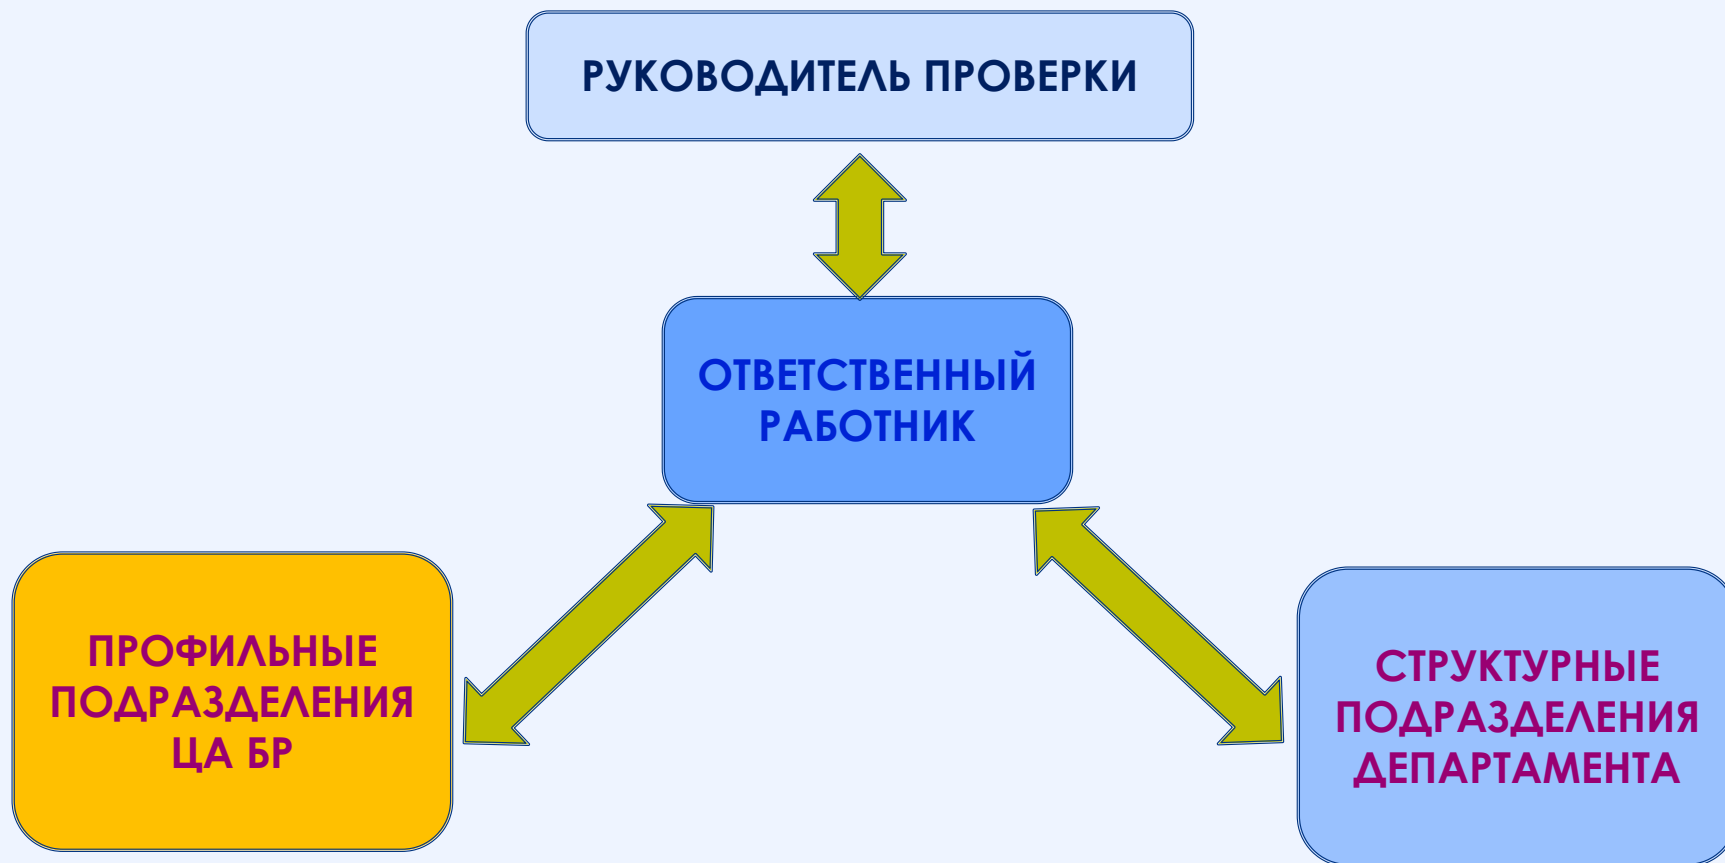 РУКОВОДИТЕЛЬ ПРОВЕРКИ
ОТВЕТСТВЕННЫЙ
РАБОТНИК
ПРОФИЛЬНЫЕ
ПОДРАЗДЕЛЕНИЯ
ЦА БР
СТРУКТУРНЫЕ
ПОДРАЗДЕЛЕНИЯ
ДЕПАРТАМЕНТА